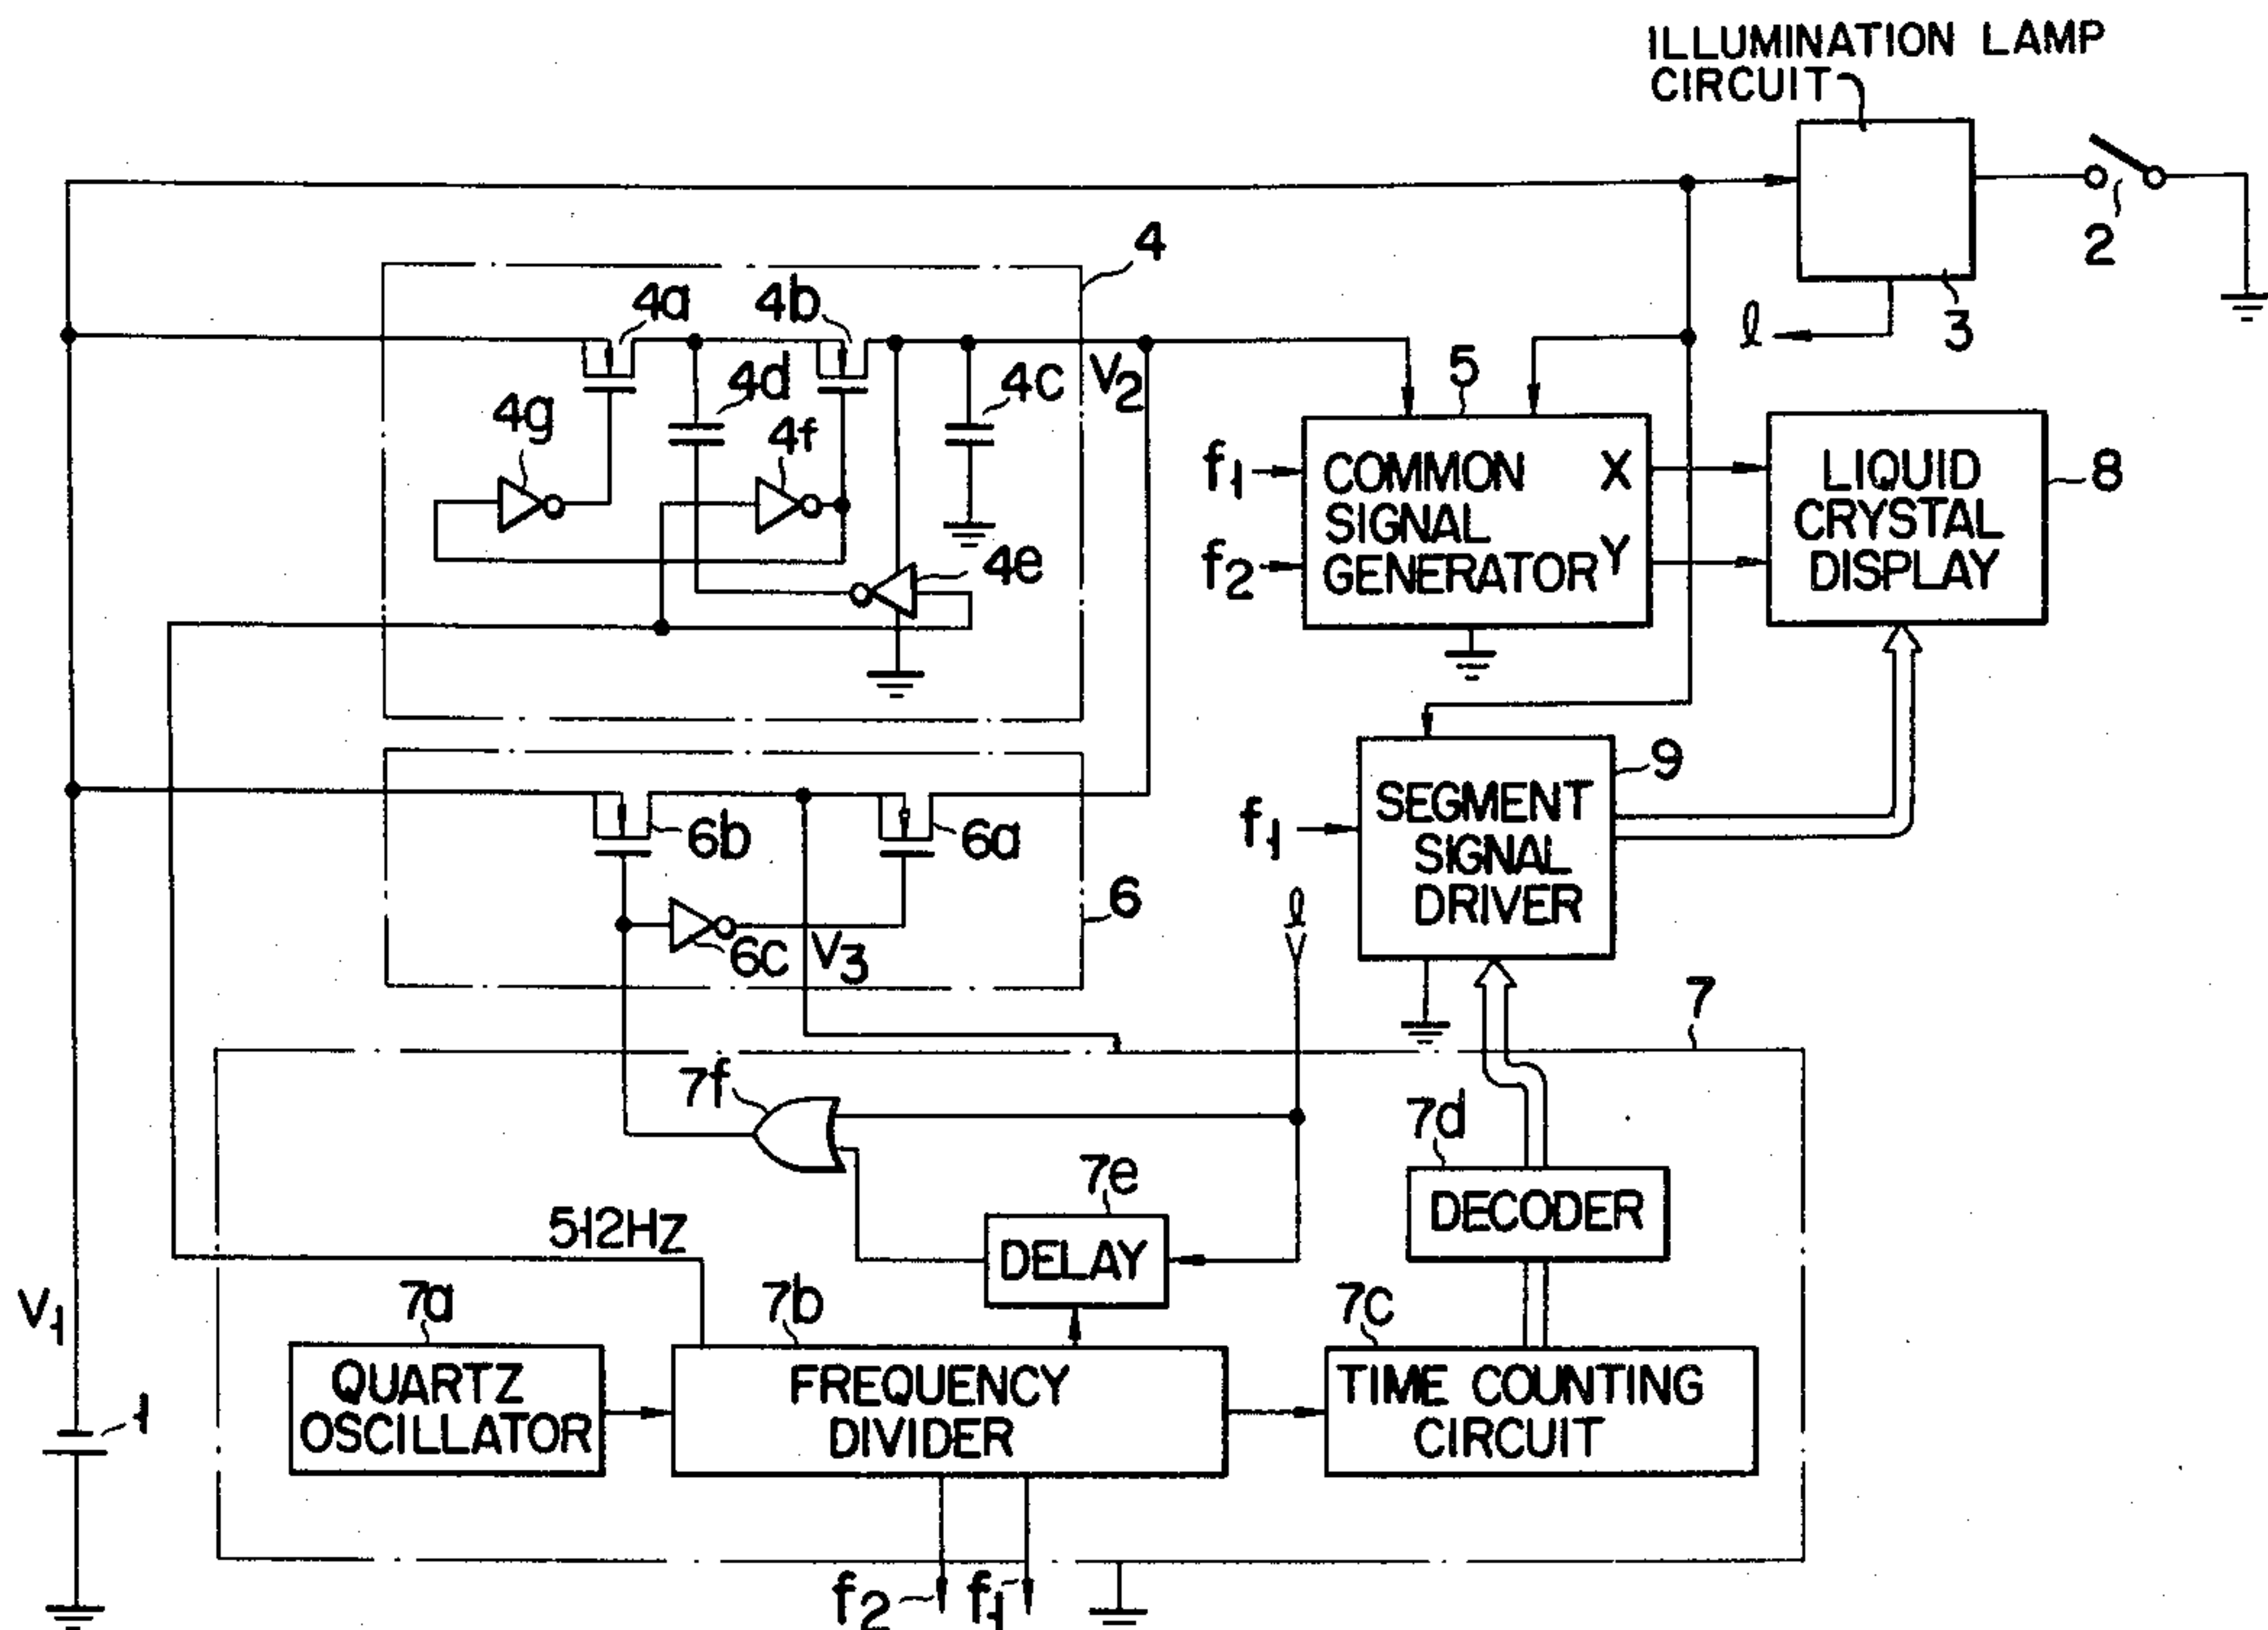 ILLUMINATION LAMP
CIRCUIT
2
3
ℓ
4
4a
4b
4c
4d
4e
4f
4g
V2
5
f1
f2
COMMON
SIGNAL
GENERATOR
X
Y
LIQUID
CRYSTAL
DISPLAY
8
6b
6a
6c
V3
6
f1
SEGMENT
SIGNAL
DRIVER
9
ℓ
7
7f
7e
DELAY
7d
DECODER
512HZ
V1
1
7a
QUARTZ
OSCILLATOR
7b
FREQUENCY
DIVIDER
7c
TIME COUNTING
CIRCUIT
f2
f1